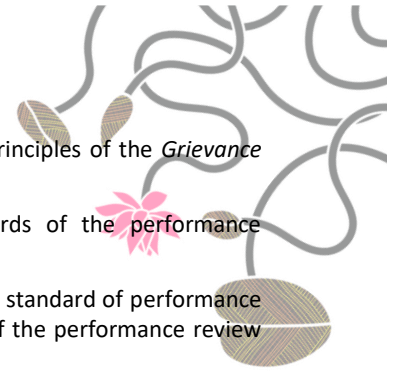 rinciples of the Grievance
rds of the performance
standard of performance
f the performance review